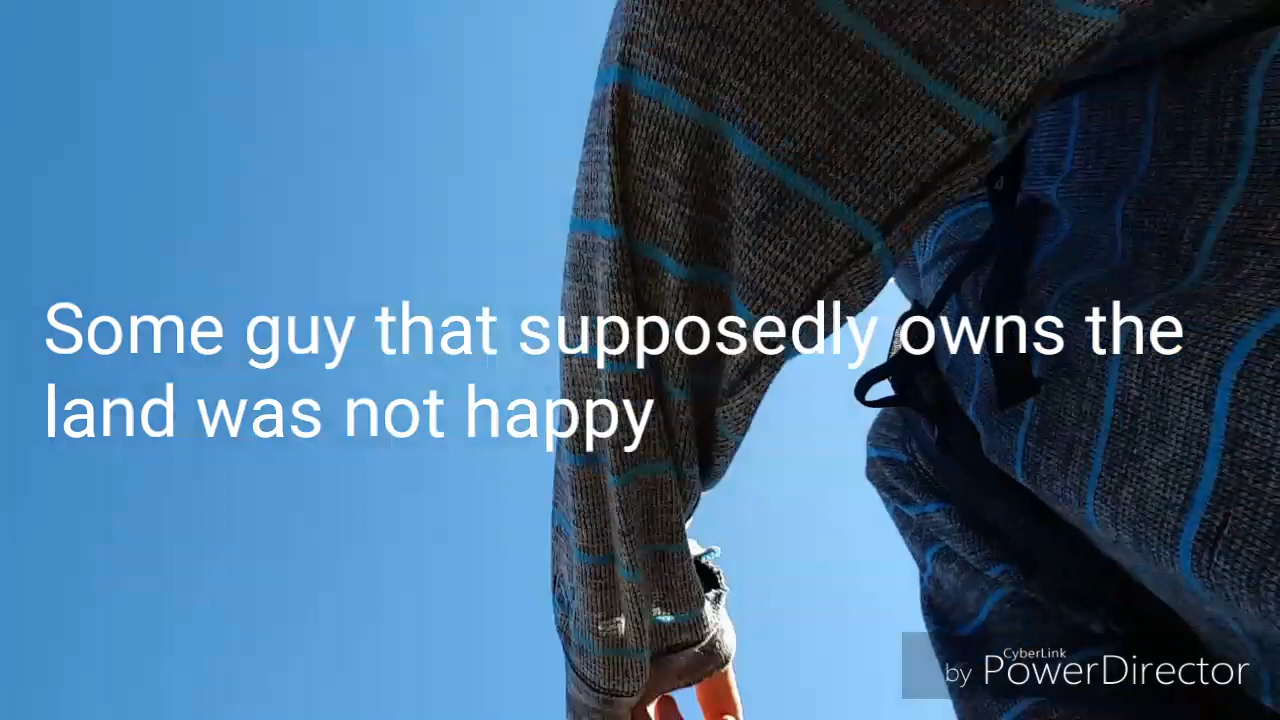 Some guy that supposedly owns the
land was not happy
CyberLink
by PowerDirector